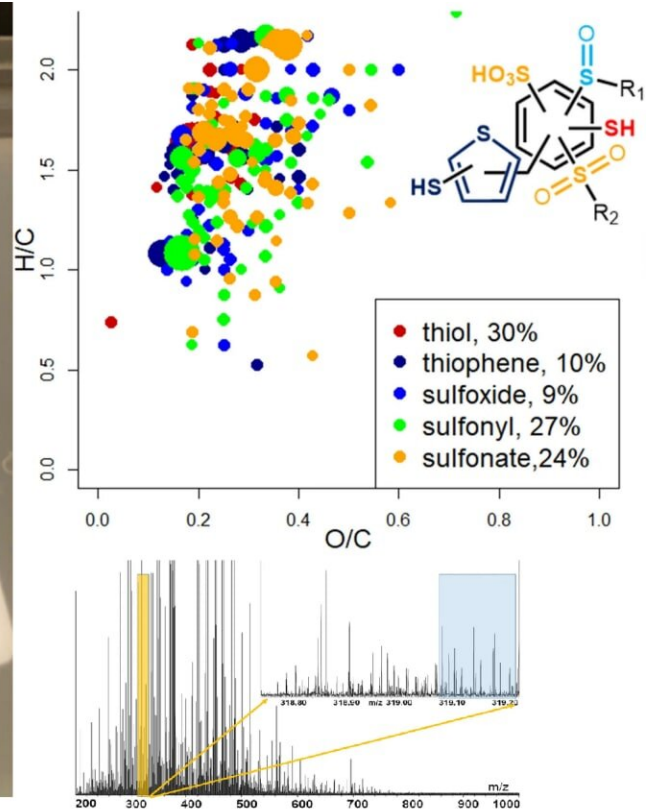 H/C
0.0 0.5 1.0 1.5 2.0
O
S
R1
HO3S
SH
S
HS
S
O
O
R2
thiol, 30%
thiophene, 10%
sulfoxide, 9%
sulfonyl, 27%
sulfonate,24%
0.0 0.2 0.4 0.6 0.8 1.0
O/C
318.80 318.90 m/z 319.00 319.10 319.20
m/z
200 300 400 500 600 700 800 900 1000